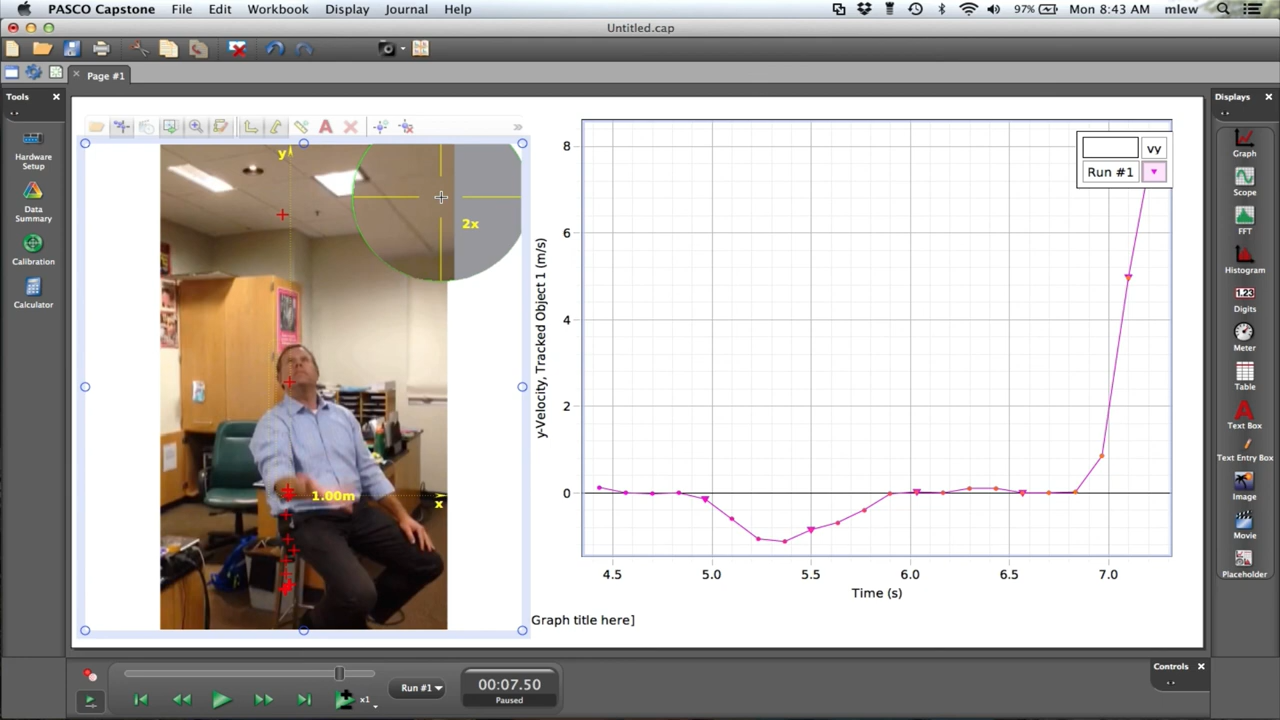 PASCO Capstone File Edit Workbook Display Journal Help 97% Mon 8:43 AM mlew
Untitled.cap
Page #1
Tools
Hardware
Setup
Data
Summary
Calibration
Calculator
y
2x
1.00m
x
y-Velocity, Tracked Object 1 (m/s)
8
6
4
2
0
vy
Run #1
4.5 5.0 5.5 6.0 6.5 7.0
Time (s)
Graph title here]
Displays
Graph
Scope
FFT
Histogram
1.23
Digits
Meter
Table
A
Text Box
Text Entry Box
Image
Movie
Placeholder
x1
Run #1
00:07.50
Paused
Controls